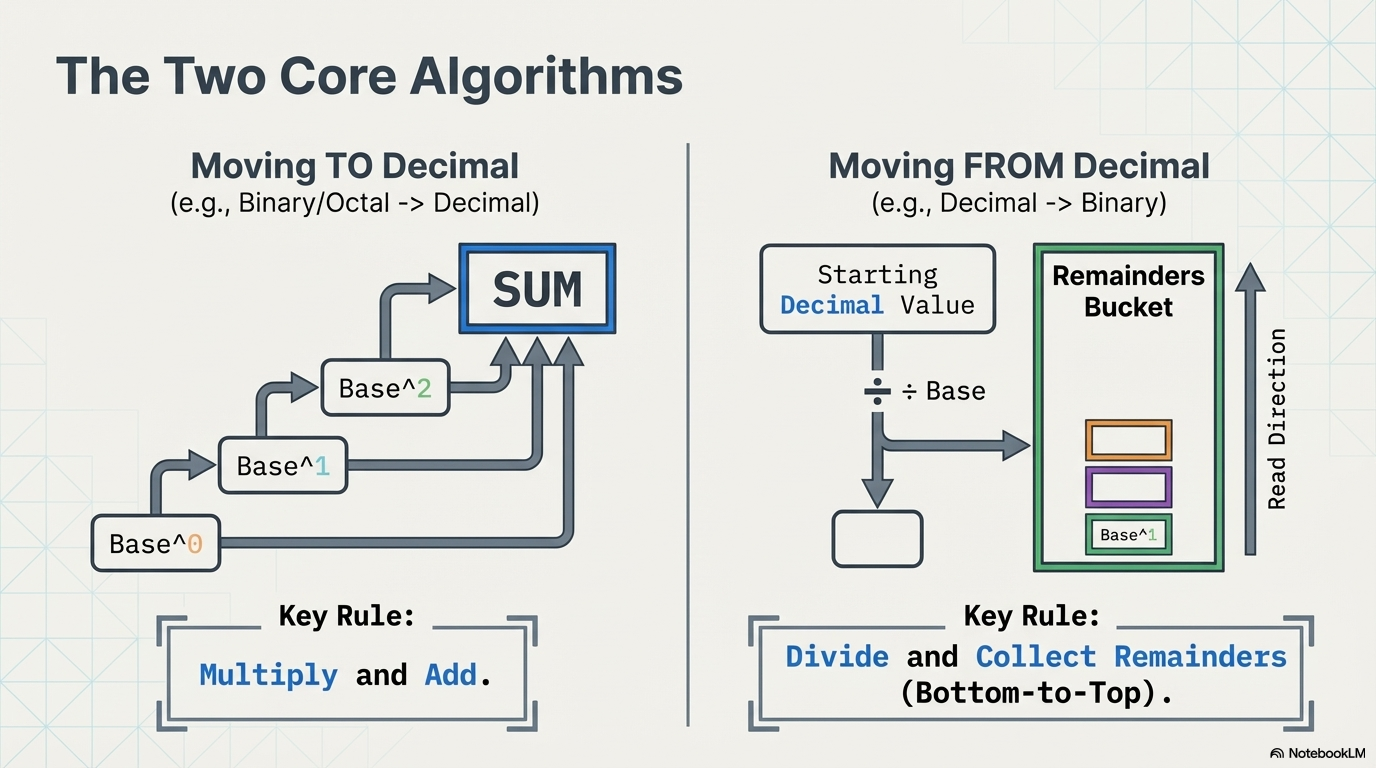 The Two Core Algorithms
Moving TO Decimal
(e.g., Binary/Octal -> Decimal)
SUM
Base^2
Base^1
Base^0
Key Rule:
Multiply and Add.
Moving FROM Decimal
(e.g., Decimal -> Binary)
Starting
Decimal Value
÷ ÷ Base
Remainders
Bucket
Base^1
Read Direction
Key Rule:
Divide and Collect Remainders
(Bottom-to-Top).
NotebookLM